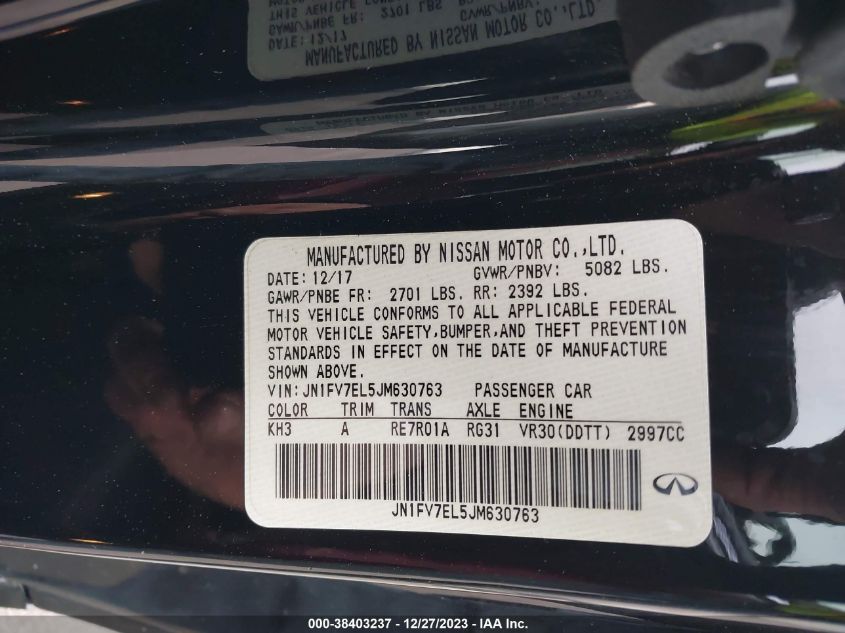 MANUFACTURED BY NISSAN MOTOR CO.,LTD.
DATE: 12/17 GVWR/PNBV: 5082 LBS.
GAWR/PNBE FR: 2701 LBS. RR: 2392 LBS.
THIS VEHICLE CONFORMS TO ALL APPLICABLE FEDERAL
MOTOR VEHICLE SAFETY,BUMPER,AND THEFT PREVENTION
STANDARDS IN EFFECT ON THE DATE OF MANUFACTURE
SHOWN ABOVE.
VIN:JN1FV7EL5JM630763 PASSENGER CAR
COLOR TRIM TRANS AXLE ENGINE
KH3 A RE7R01A RG31 VR30(DDTT) 2997CC
JN1FV7EL5JM630763
000-38403237 - 12/27/2023 - IAA Inc.